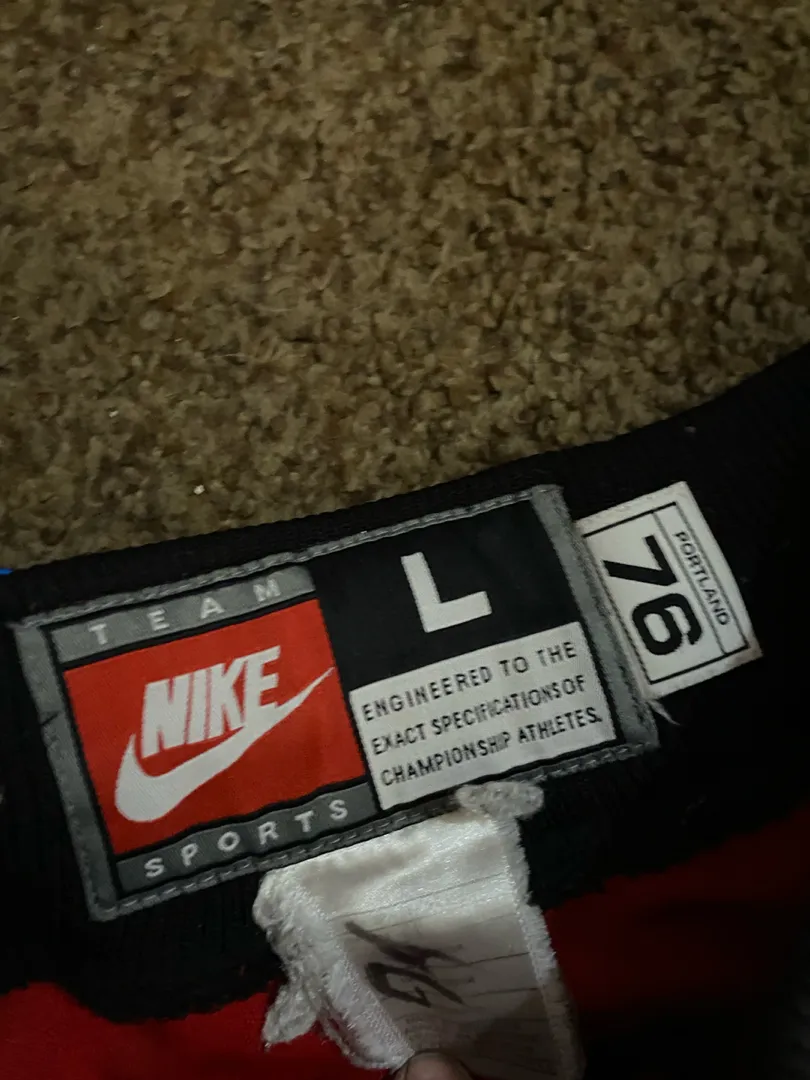 TEAM
NIKE
SPORTS
L
ENGINEERED TO THE
EXACT SPECIFICATIONS OF
CHAMPIONSHIP ATHLETES.
PORTLAND
76